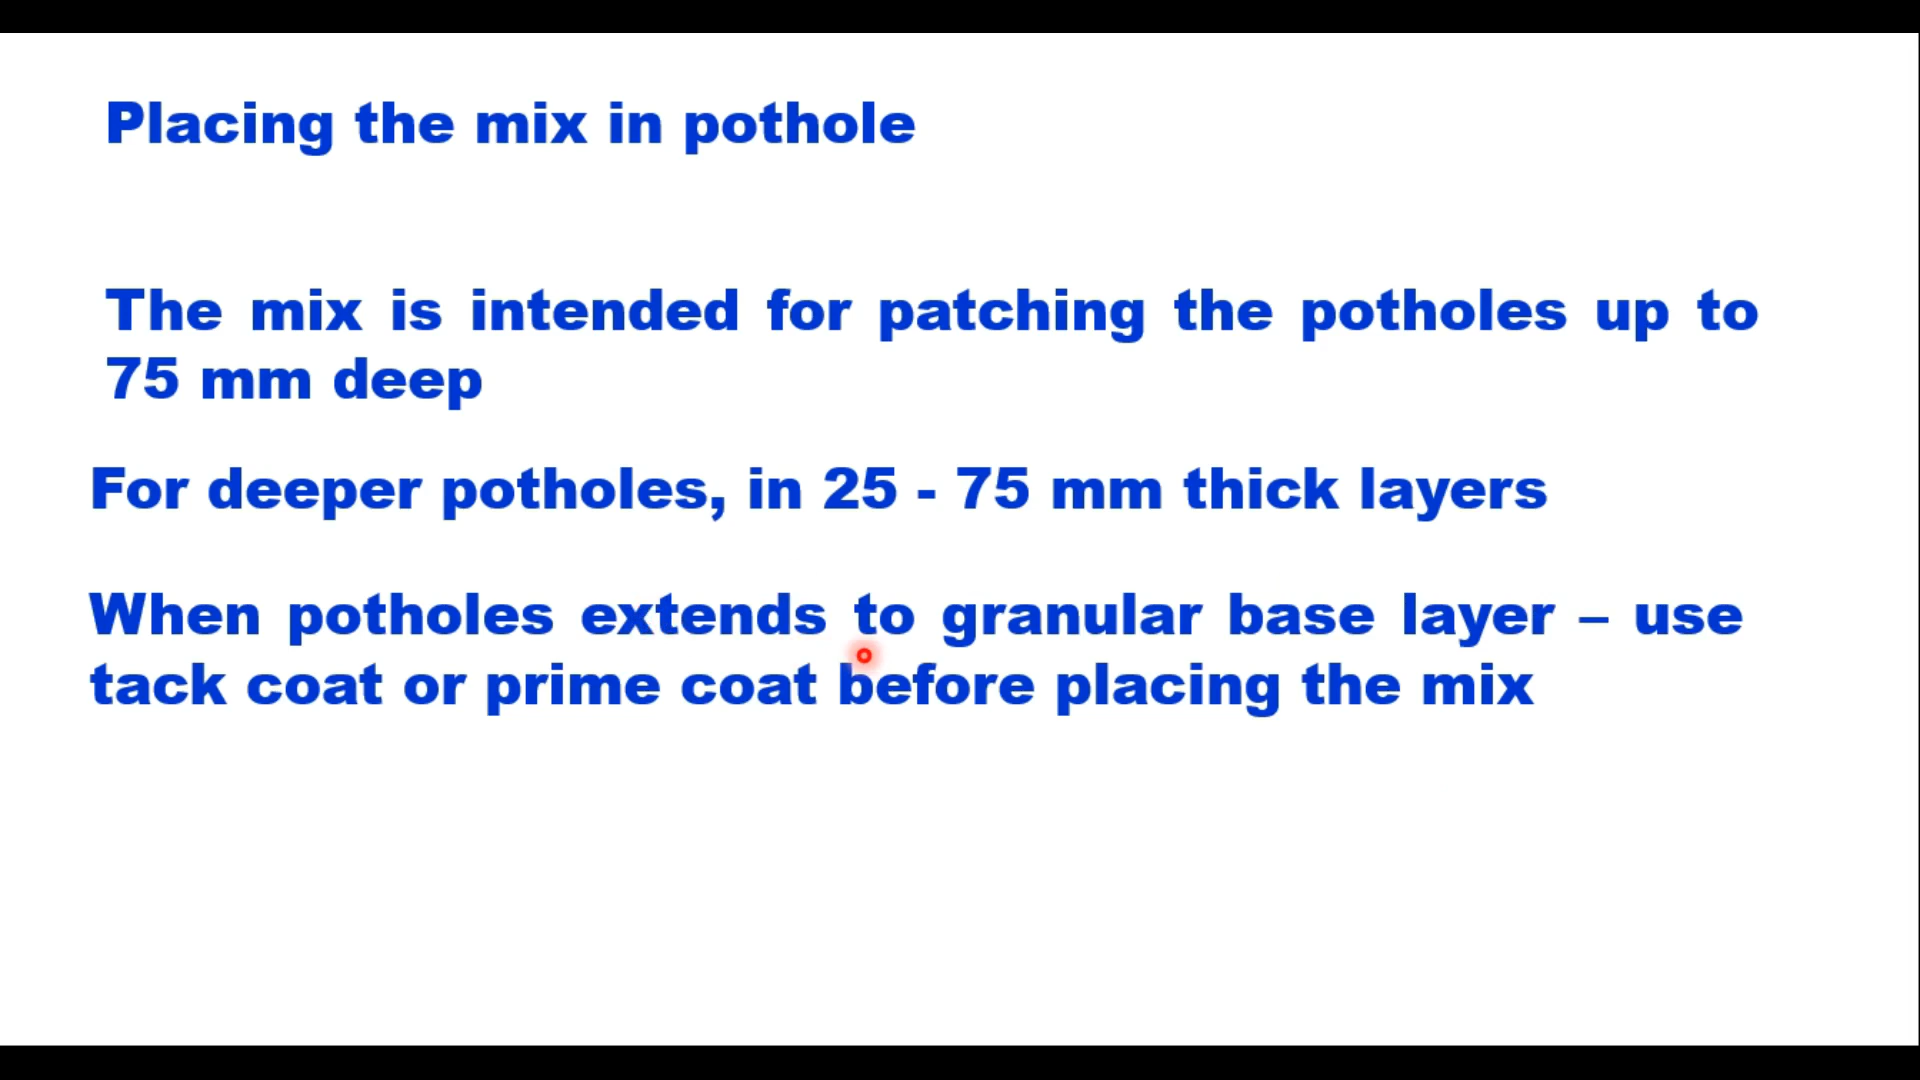 Placing the mix in pothole
The mix is intended for patching the potholes up to
75 mm deep
For deeper potholes, in 25 - 75 mm thick layers
When potholes extends to granular base layer – use
tack coat or prime coat before placing the mix